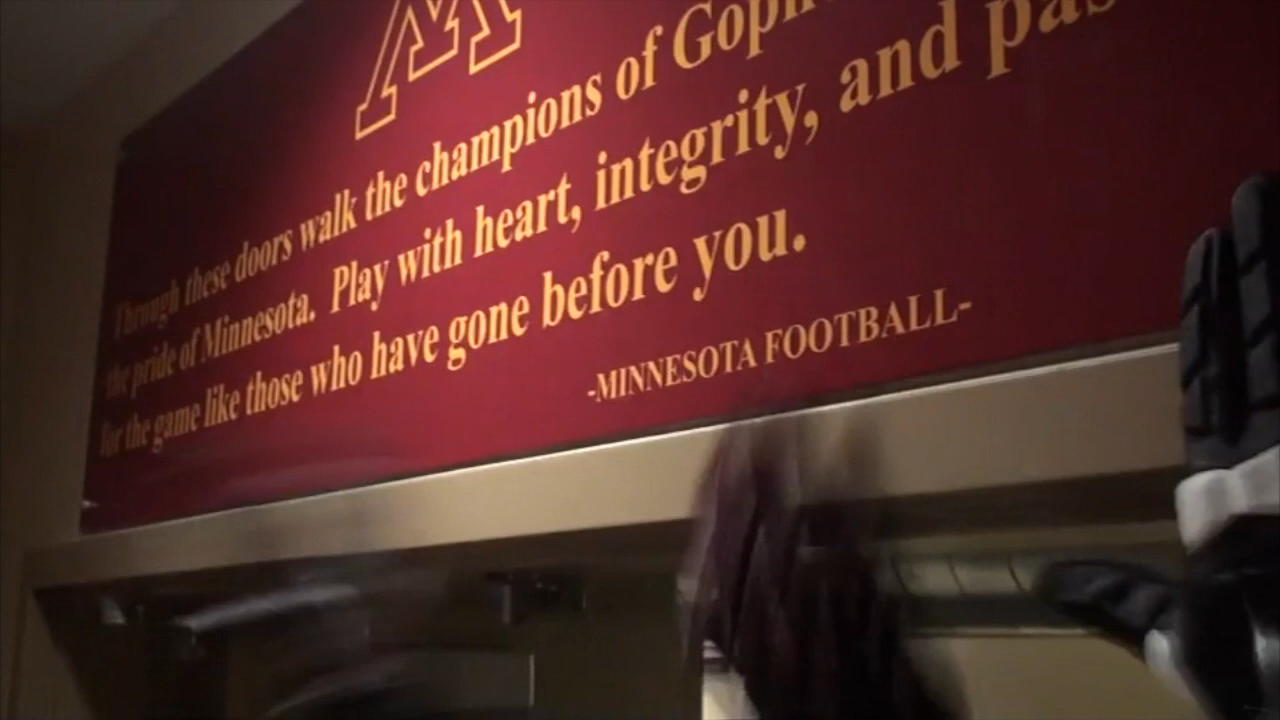 M
Through these doors walk the champions of
the pride of Minnesota. Play with heart, integrity, and
for the game like those who have gone before you.
-MINNESOTA FOOTBALL-